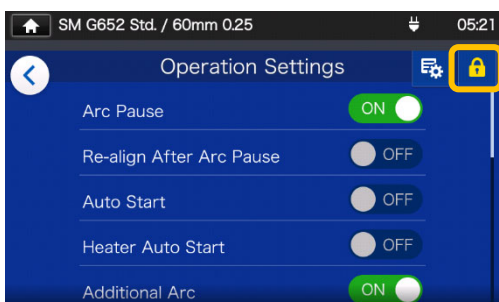 SM G652 Std. / 60mm 0.25 05:21
Operation Settings
Arc Pause ON
Re-align After Arc Pause OFF
Auto Start OFF
Heater Auto Start OFF
Additional Arc ON